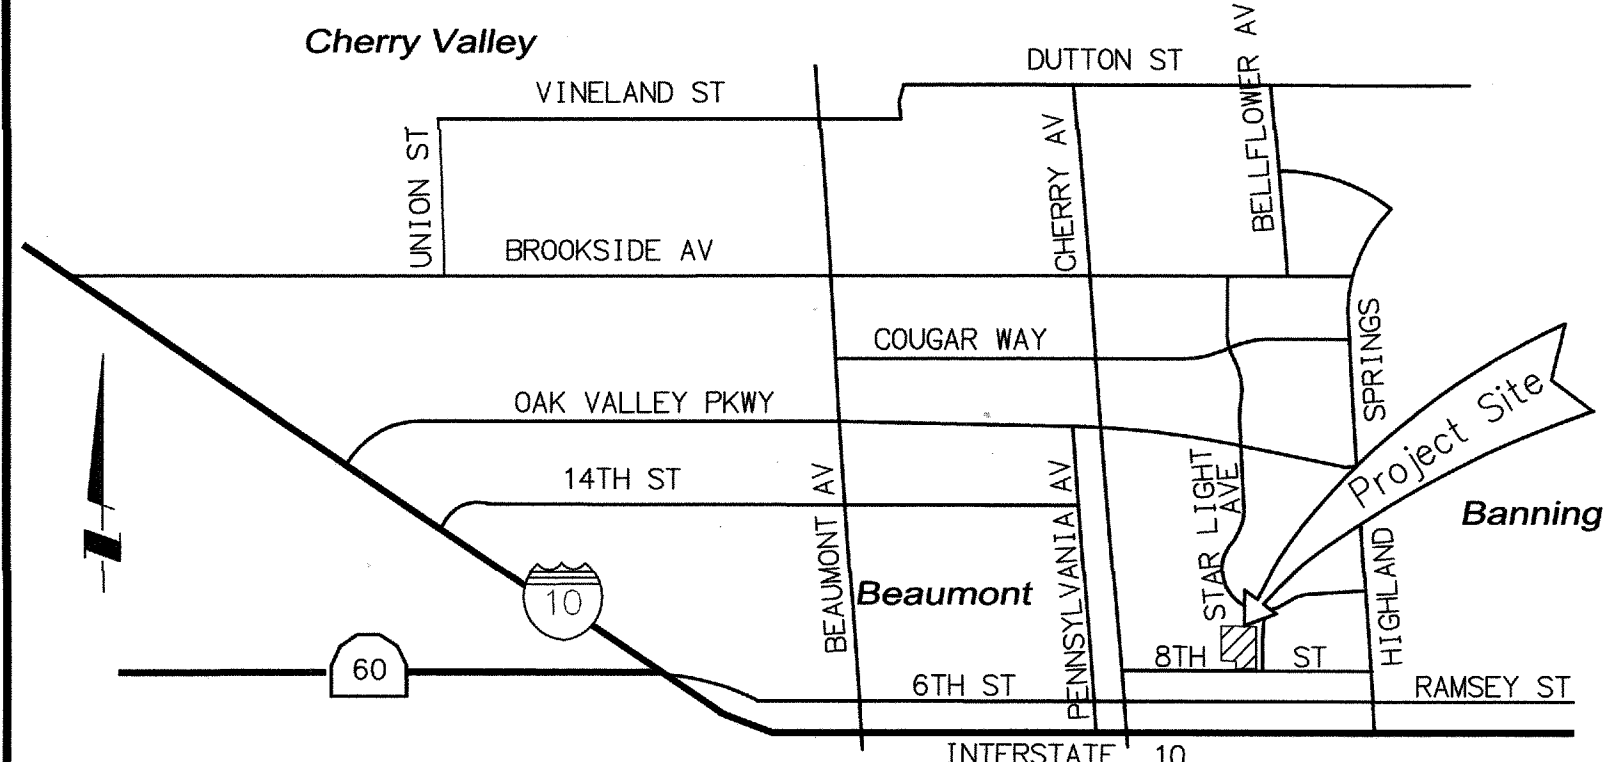 Cherry Valley
DUTTON ST
BELLFLOWER AV
VINELAND ST
UNION ST
CHERRY AV
BROOKSIDE AV
COUGAR WAY
HIGHLAND SPRINGS
OAK VALLEY PKWY
Project Site
14TH ST
BEAUMONT AV
PENNSYLVANIA AV
STAR LIGHT
AVE
Banning
10
Beaumont
60
8TH ST
6TH ST
RAMSEY ST
INTERSTATE 10
N